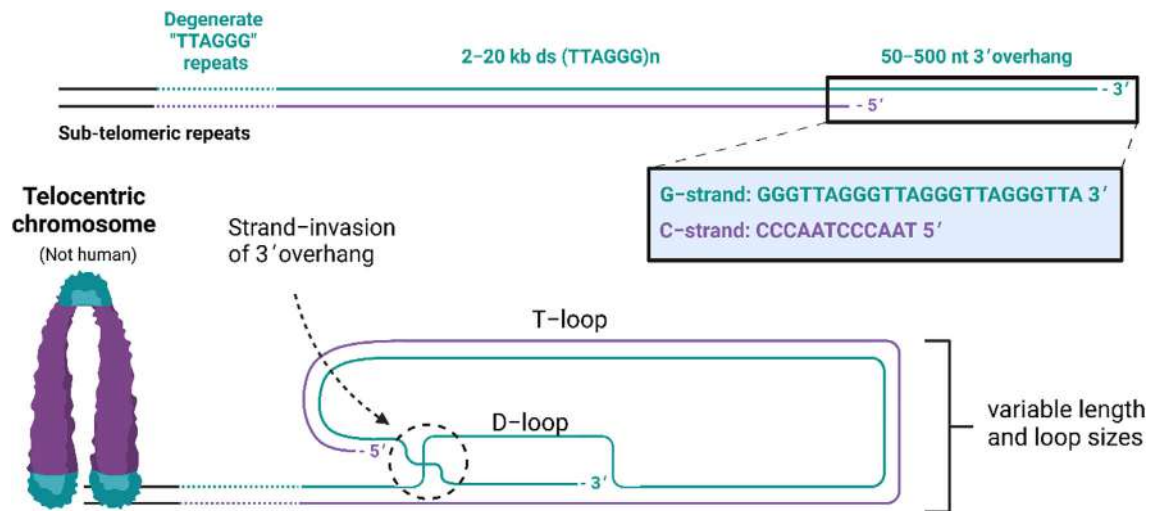 Degenerate
"TTAGGG"
repeats
2–20 kb ds (TTAGGG)n
50–500 nt 3′overhang
- 3′
- 5′
Sub-telomeric repeats
G-strand: GGGTTAGGGTTAGGGTTAGGGTTA 3′
C-strand: CCCAATCCCAAT 5′
Telocentric
chromosome
(Not human)
Strand-invasion
of 3′overhang
T-loop
D-loop
- 5′
- 3′
variable length
and loop sizes